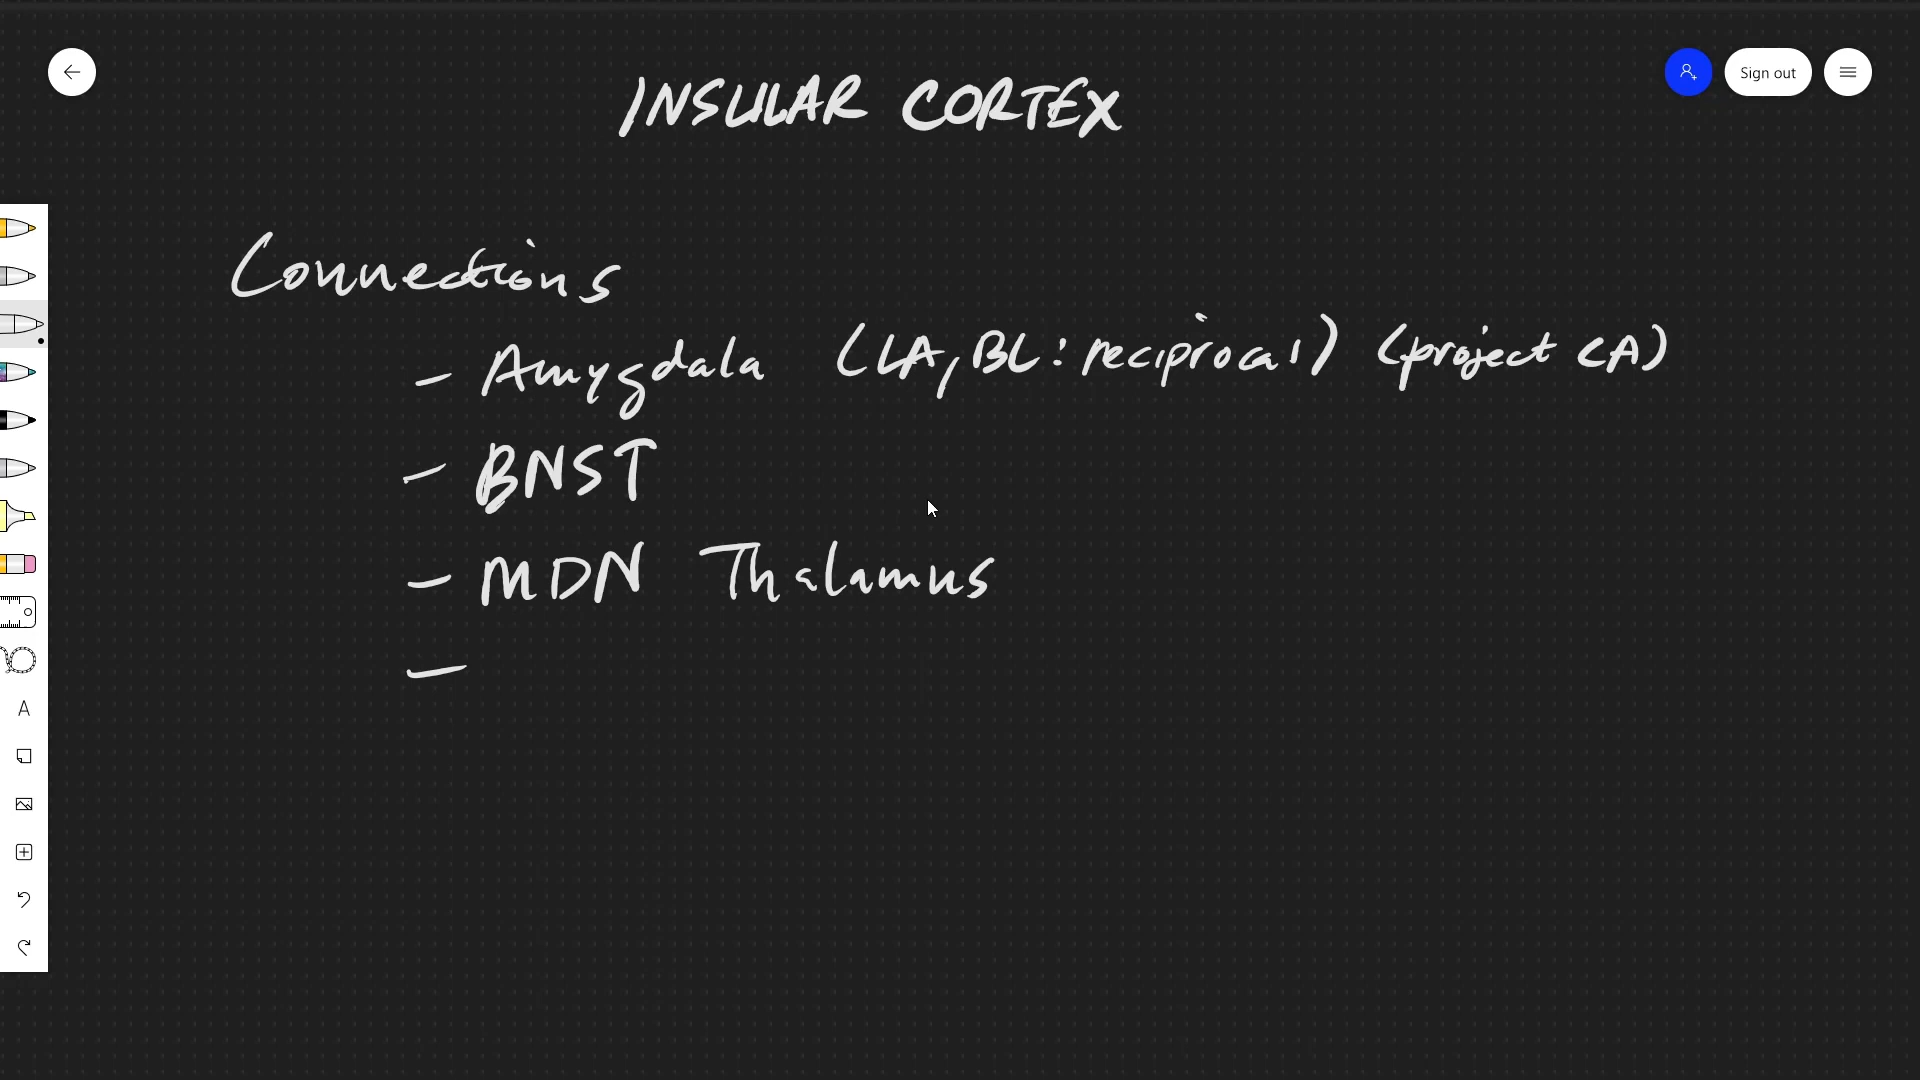 INSULAR CORTEX
Sign out
Connections
- Amygdala (LA, BL: reciprocal) (project CA)
- BNST
- MDN Thalamus
-
A